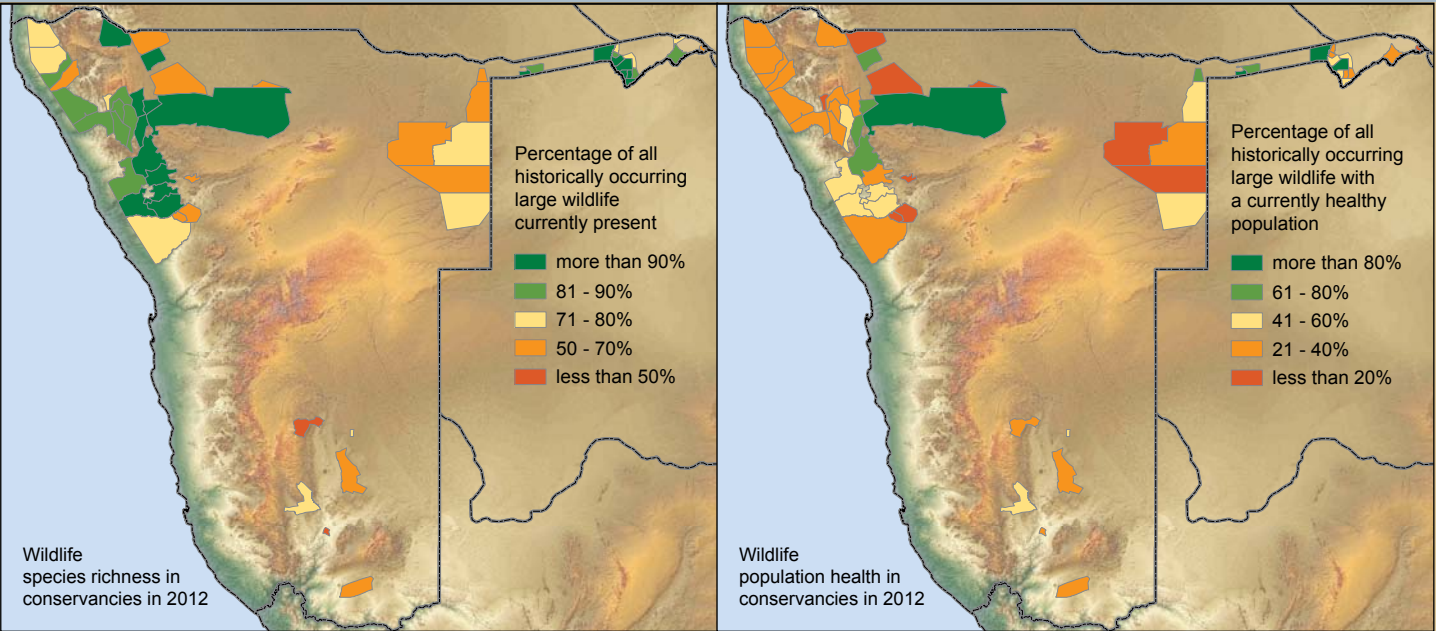 Percentage of all
historically occurring
large wildlife
currently present
more than 90%
81 - 90%
71 - 80%
50 - 70%
less than 50%
Wildlife
species richness in
conservancies in 2012
Percentage of all
historically occurring
large wildlife with
a currently healthy
population
more than 80%
61 - 80%
41 - 60%
21 - 40%
less than 20%
Wildlife
population health in
conservancies in 2012